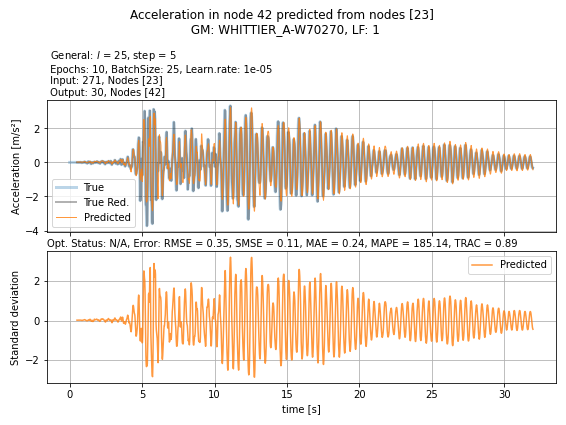 Acceleration in node 42 predicted from nodes [23]
GM: WHITTIER_A-W70270, LF: 1
General: l = 25, step = 5
Epochs: 10, BatchSize: 25, Learn.rate: 1e-05
Input: 271, Nodes [23]
Output: 30, Nodes [42]
Acceleration [m/s²]
2
0
−2
−4
True
True Red.
Predicted
Opt. Status: N/A, Error: RMSE = 0.35, SMSE = 0.11, MAE = 0.24, MAPE = 185.14, TRAC = 0.89
Standard deviation
2
0
−2
Predicted
0 5 10 15 20 25 30
time [s]